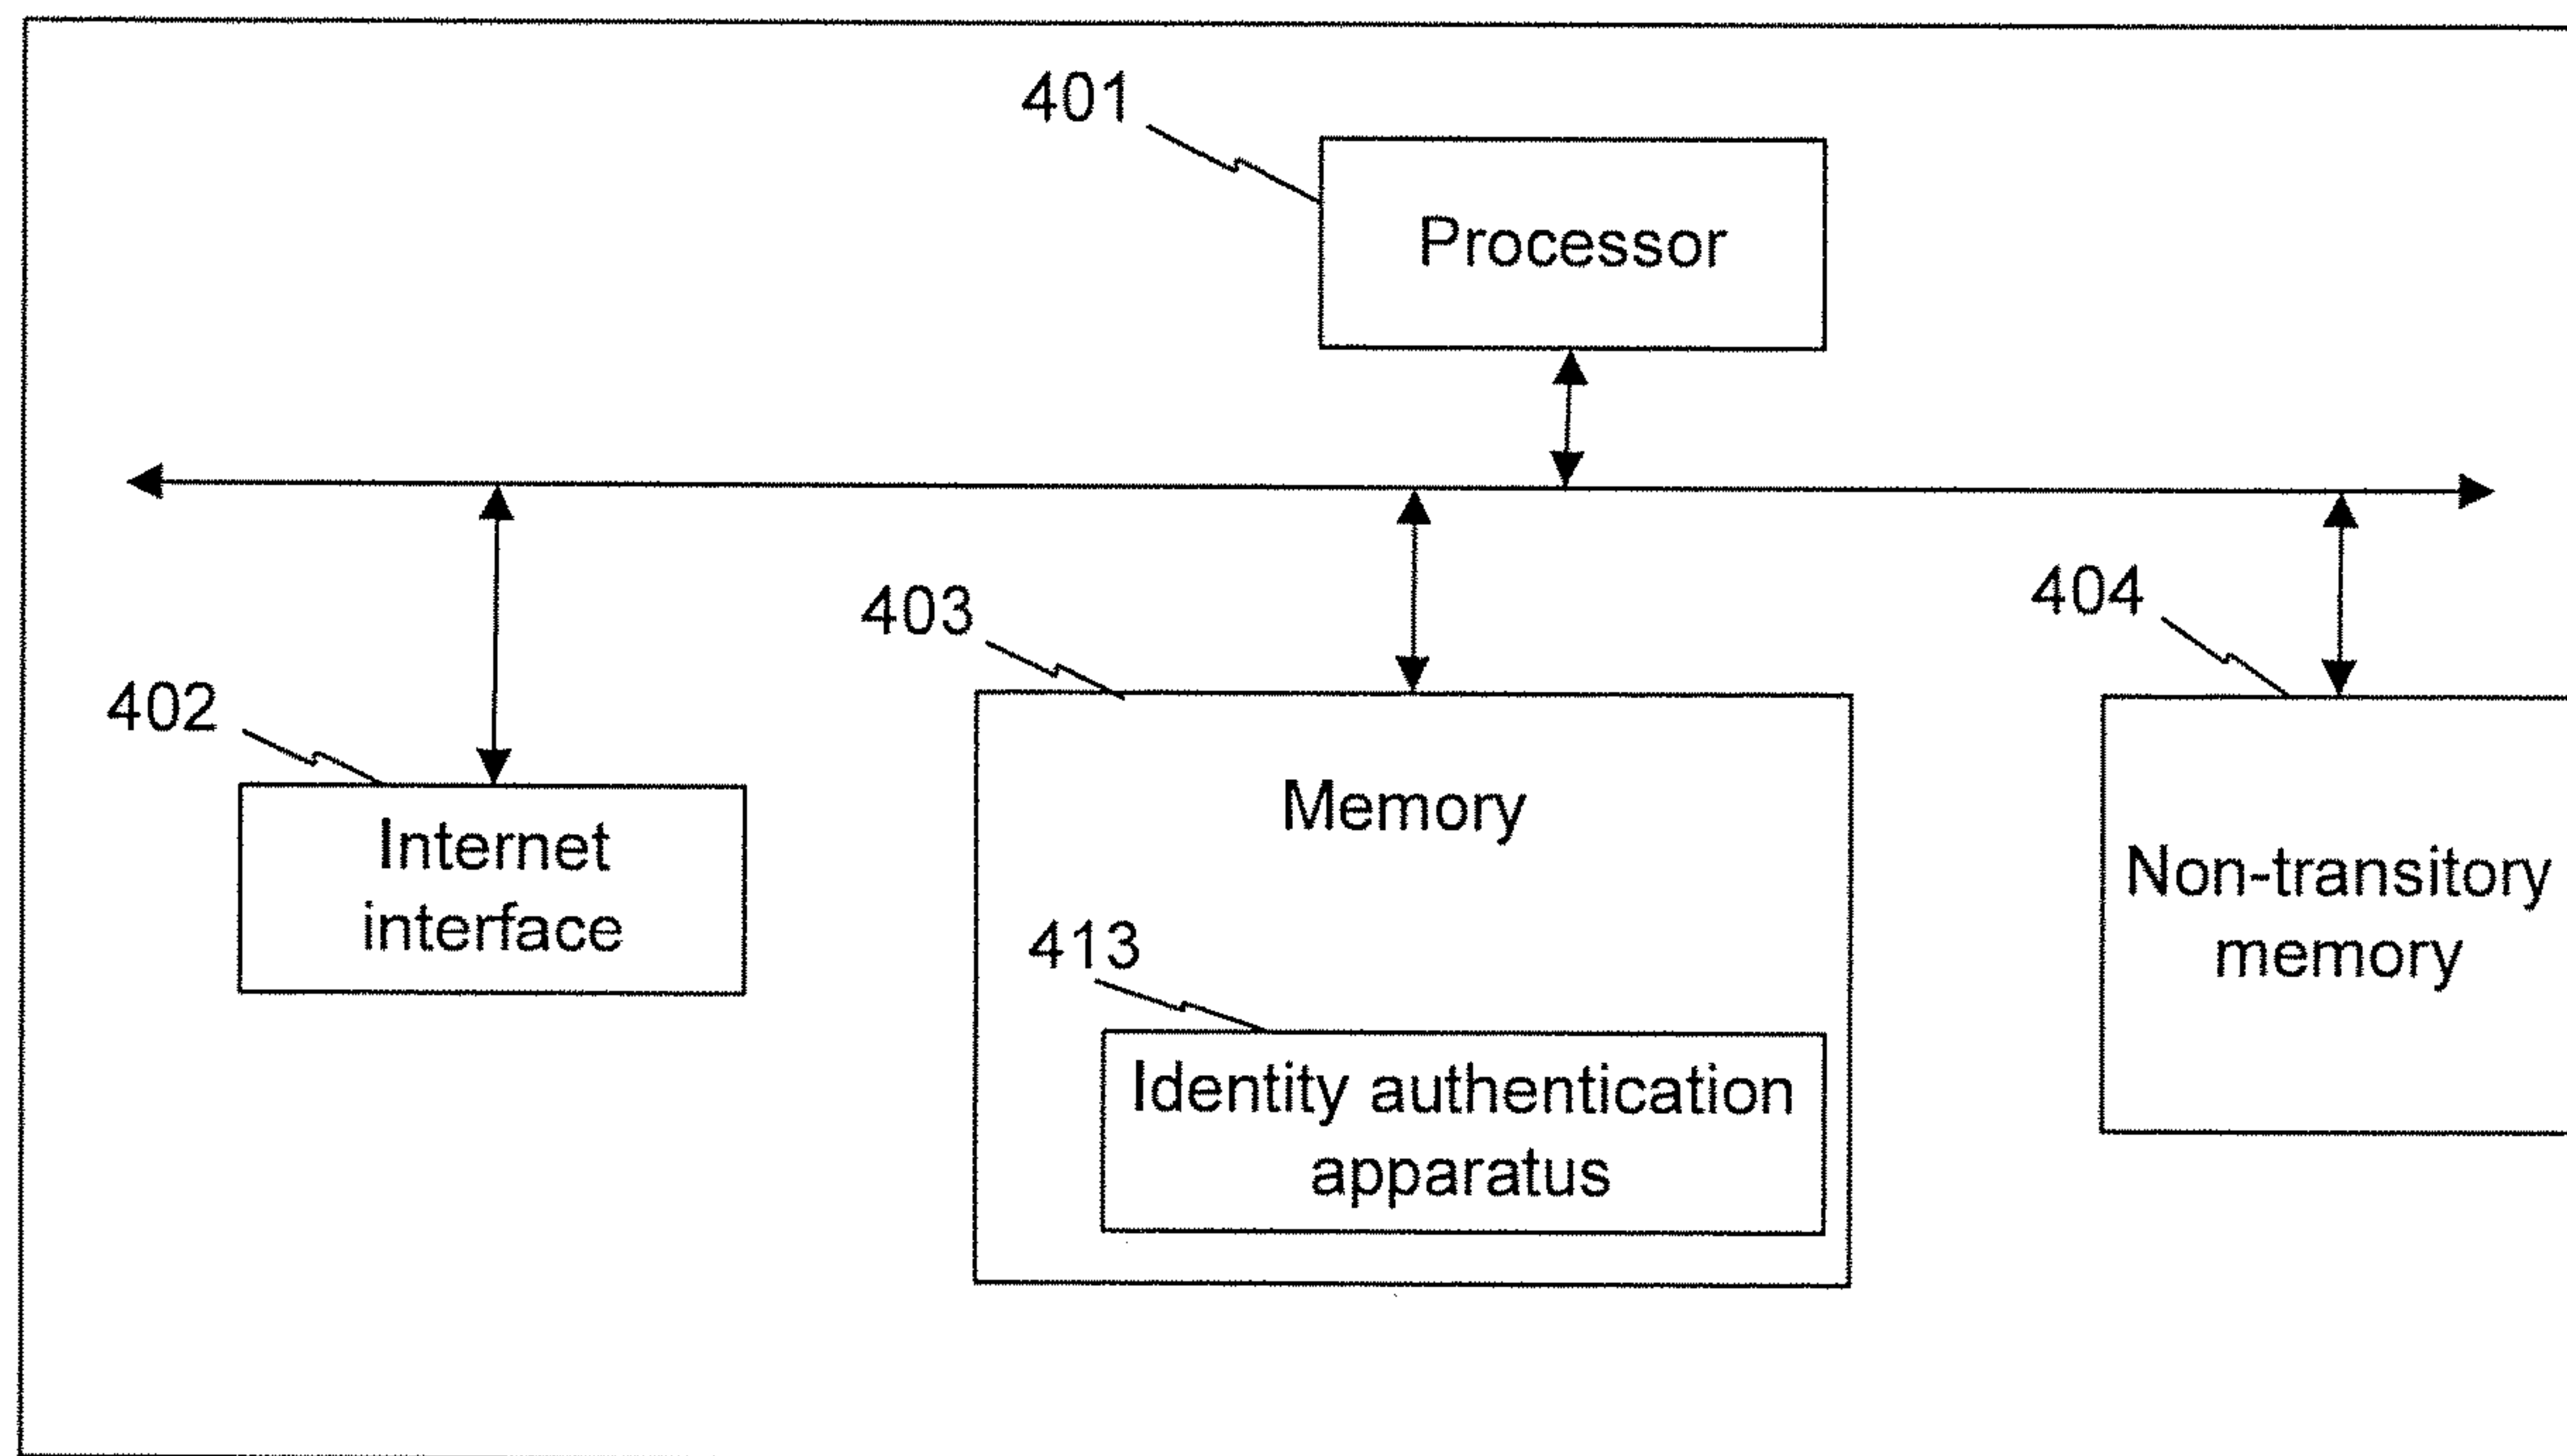 401
Processor
403
404
402
Memory
Internet
interface
Non-transitory
memory
413
Identity authentication
apparatus